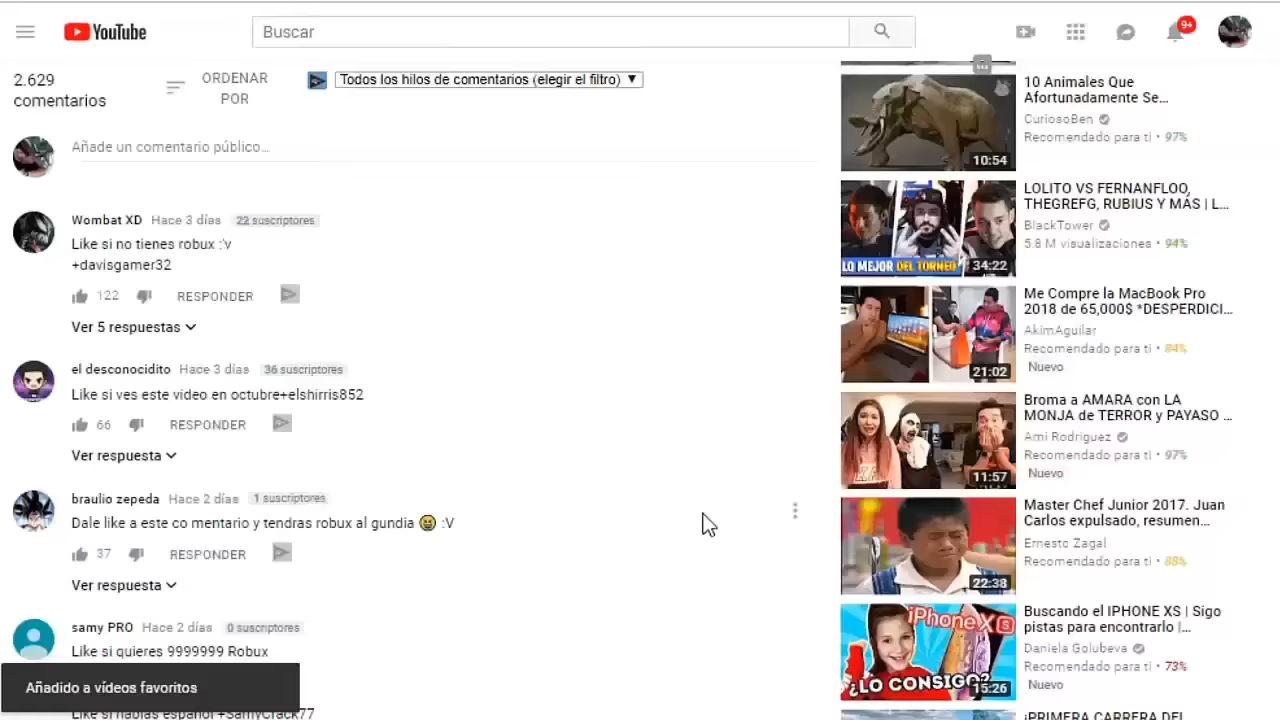 YouTube
Buscar
9+
2.629
comentarios
ORDENAR
POR
Todos los hilos de comentarios (elegir el filtro) ▼
Añade un comentario público...
Wombat XD Hace 3 días 22 suscriptores
Like si no tienes robux :'v
+davisgamer32
122 RESPONDER
Ver 5 respuestas
el desconocidito Hace 3 días 36 suscriptores
Like si ves este video en octubre+elshirris852
66 RESPONDER
Ver respuesta
braulio zepeda Hace 2 días 1 suscriptores
Dale like a este co mentario y tendras robux al gundia 😆 :V
37 RESPONDER
Ver respuesta
samy PRO Hace 2 días 0 suscriptores
Like si quieres 9999999 Robux
Añadido a vídeos favoritos
Like si hablas español +SamyCrack77
10:54
10 Animales Que
Afortunadamente Se...
CuriosoBen
Recomendado para ti • 97%
LO MEJOR DEL TORNEO
34:22
LOLITO VS FERNANFLOO,
THEGREFG, RUBIUS Y MÁS | L...
BlackTower
5.8 M visualizaciones • 94%
21:02
Me Compre la MacBook Pro
2018 de 65,000$ *DESPERDICI...
AkimAguilar
Recomendado para ti • 84%
Nuevo
11:57
Broma a AMARA con LA
MONJA de TERROR y PAYASO ...
Ami Rodriguez
Recomendado para ti • 97%
Nuevo
22:38
Master Chef Junior 2017. Juan
Carlos expulsado, resumen...
Ernesto Zagal
Recomendado para ti • 88%
iPhone XS
¿LO CONSIGO?
15:26
Buscando el IPHONE XS | Sigo
pistas para encontrarlo |...
Daniela Golubeva
Recomendado para ti • 73%
Nuevo
¡PRIMERA CARRERA DEL